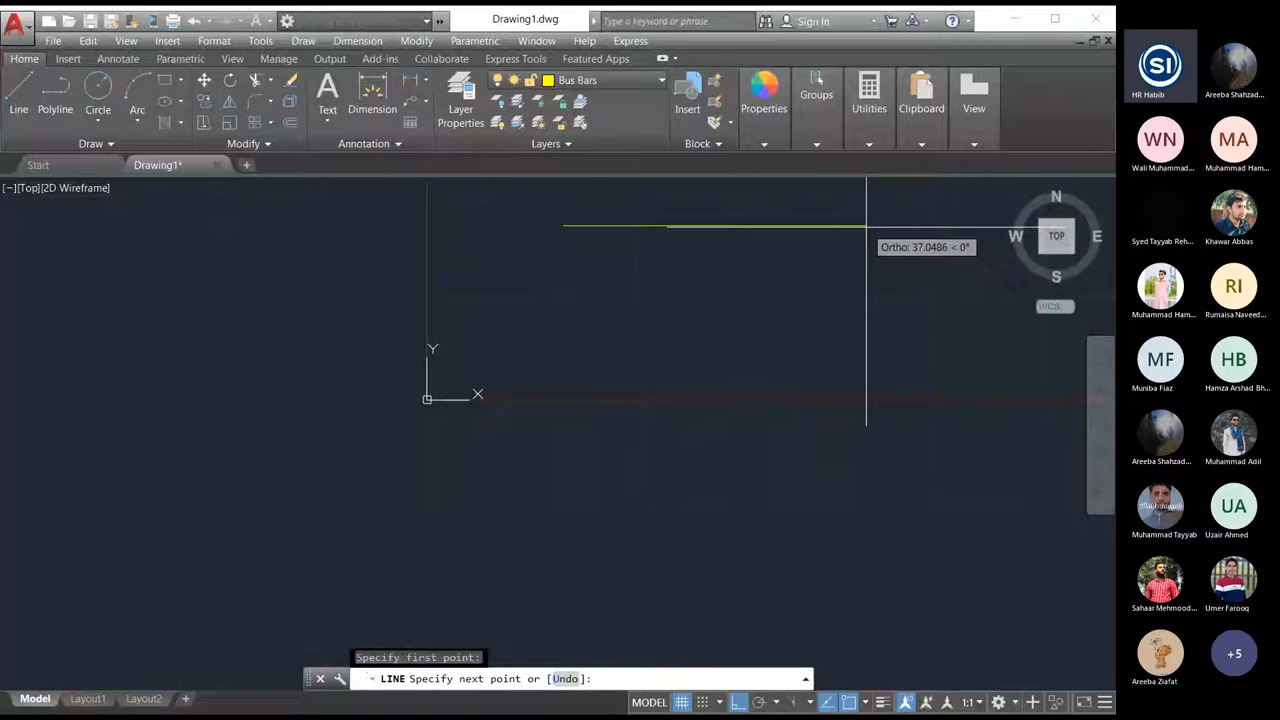 Drawing1.dwg
Type a keyword or phrase
Sign In
File Edit View Insert Format Tools Draw Dimension Modify Parametric Window Help Express
Home Insert Annotate Parametric View Manage Output Add-ins Collaborate Express Tools Featured Apps
Line Polyline Circle Arc Text Dimension Layer Properties Bus Bars Insert Properties Groups Utilities Clipboard View
Draw Modify Annotation Layers Block
Start Drawing1*
[−][Top][2D Wireframe]
N
W TOP E
S
WCS
Ortho: 37.0486 < 0°
Y
X
Specify first point:
LINE Specify next point or [Undo]:
Model Layout1 Layout2
MODEL 1:1
SI
HR Habib
Areeba Shahzad...
WN
Wali Muhammad...
MA
Muhammad Ham...
Syed Tayyab Reh...
Khawar Abbas
Muhammad Ham...
RI
Rumaisa Naveed...
MF
Muniba Fiaz
HB
Hamza Arshad Bh...
Areeba Shahzad...
Muhammad Adil
Muhammad Tayyab
UA
Uzair Ahmed
Sahaar Mehmood...
Umer Farooq
Areeba Ziafat
+5